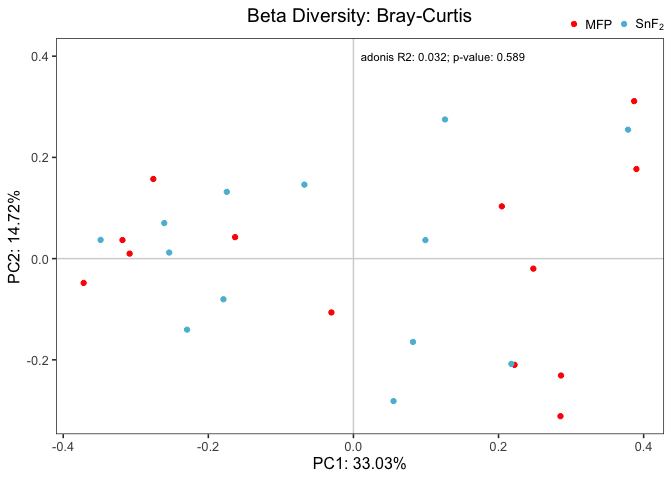 Beta Diversity: Bray-Curtis
MFP SnF₂
adonis R2: 0.032; p-value: 0.589
0.4
0.2
0.0
-0.2
PC2: 14.72%
-0.4 -0.2 0.0 0.2 0.4
PC1: 33.03%